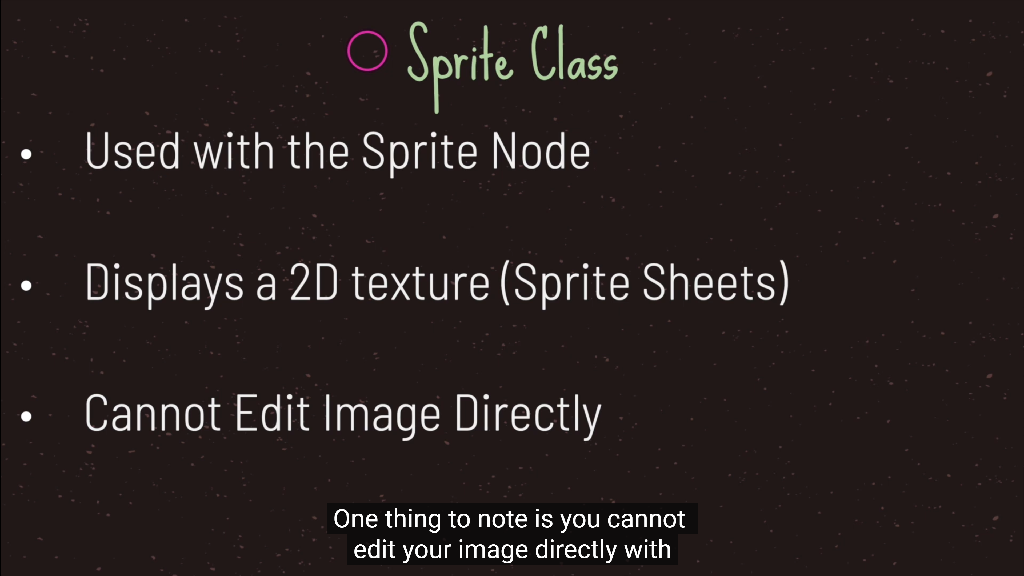 Sprite Class
• Used with the Sprite Node
• Displays a 2D texture (Sprite Sheets)
• Cannot Edit Image Directly
One thing to note is you cannot
edit your image directly with